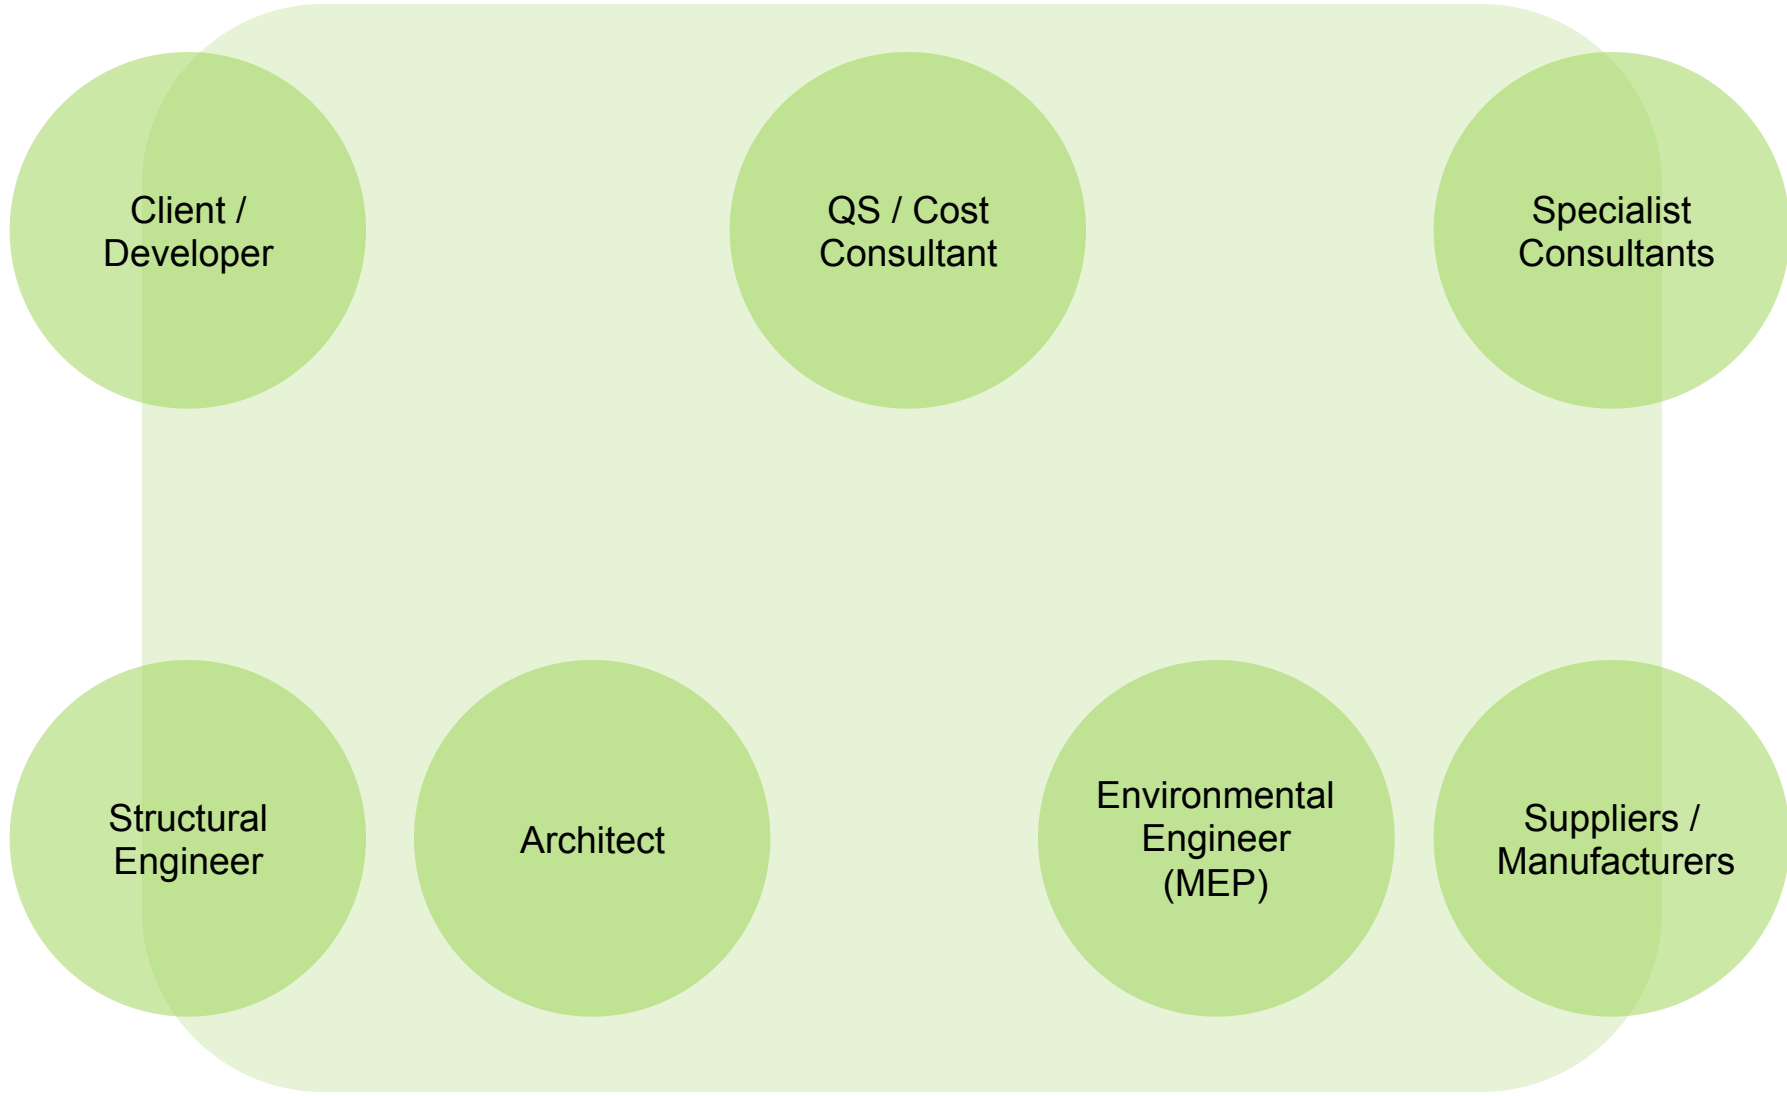 Client /
Developer
QS / Cost
Consultant
Specialist
Consultants
Structural
Engineer
Architect
Environmental
Engineer
(MEP)
Suppliers /
Manufacturers